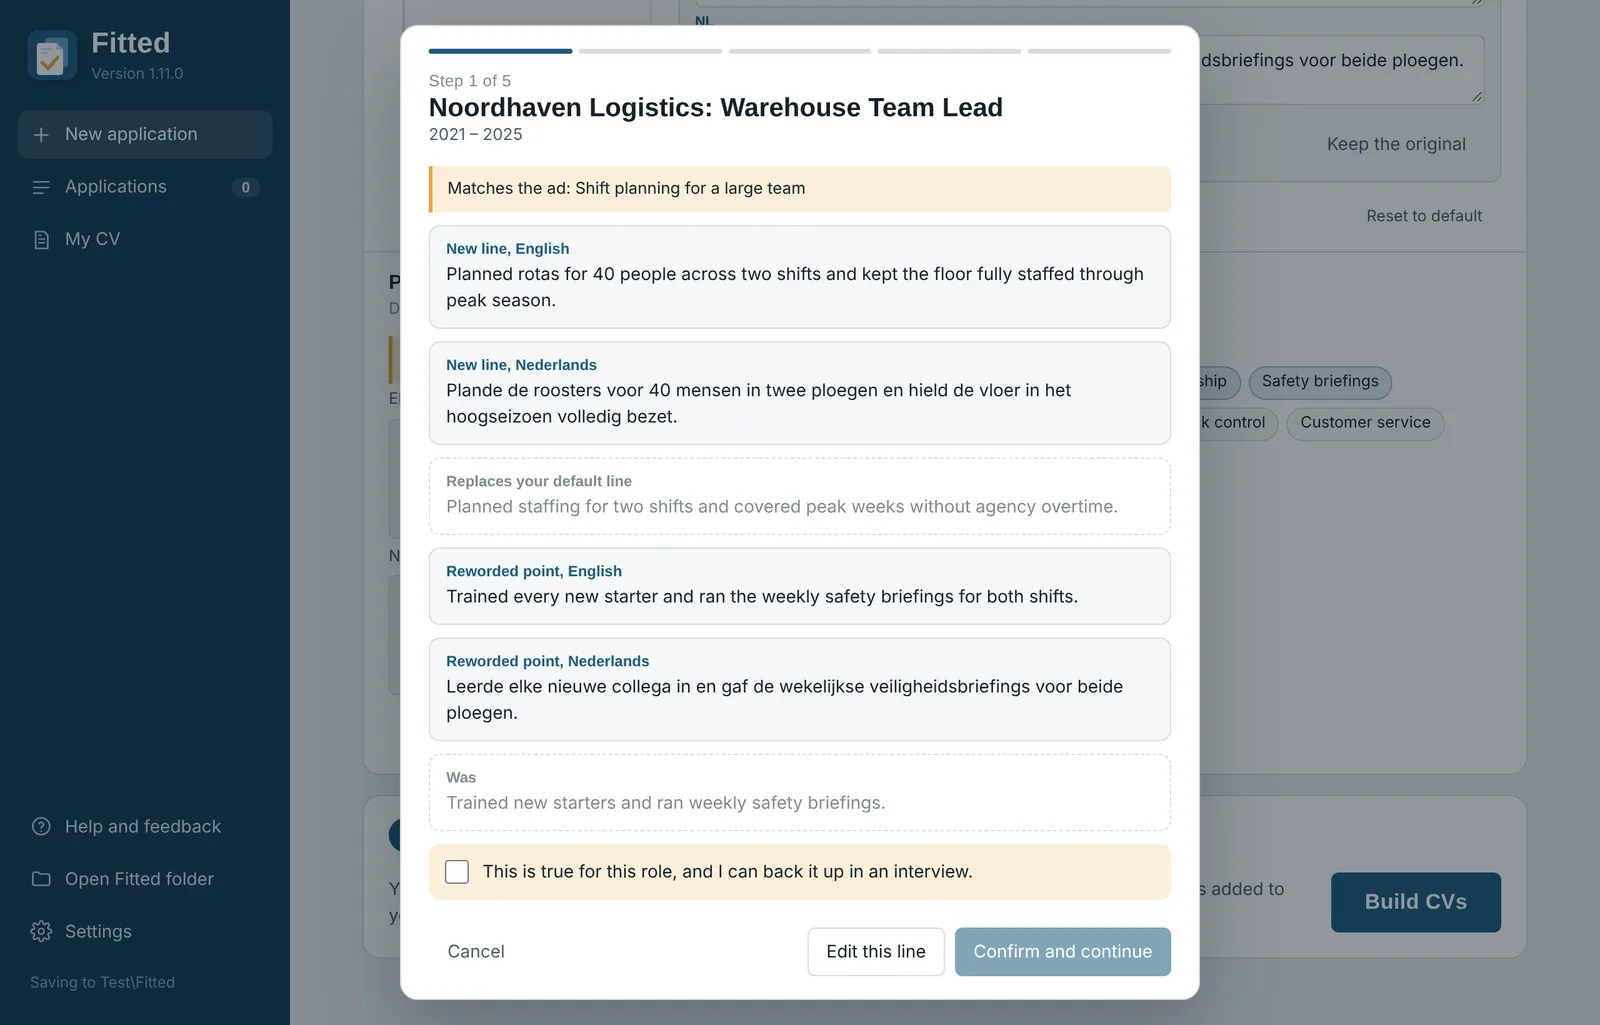 Fitted
Version 1.11.0
New application
Applications 0
My CV
Help and feedback
Open Fitted folder
Settings
Saving to Test\Fitted
Step 1 of 5
Noordhaven Logistics: Warehouse Team Lead
2021 – 2025
Matches the ad: Shift planning for a large team
New line, English
Planned rotas for 40 people across two shifts and kept the floor fully staffed through
peak season.
New line, Nederlands
Plande de roosters voor 40 mensen in twee ploegen en hield de vloer in het
hoogseizoen volledig bezet.
Replaces your default line
Planned staffing for two shifts and covered peak weeks without agency overtime.
Reworded point, English
Trained every new starter and ran the weekly safety briefings for both shifts.
Reworded point, Nederlands
Leerde elke nieuwe collega in en gaf de wekelijkse veiligheidsbriefings voor beide
ploegen.
Was
Trained new starters and ran weekly safety briefings.
This is true for this role, and I can back it up in an interview.
Cancel
Edit this line
Confirm and continue
NL
dsbriefings voor beide ploegen.
Keep the original
Reset to default
ship
Safety briefings
k control
Customer service
s added to
Build CVs